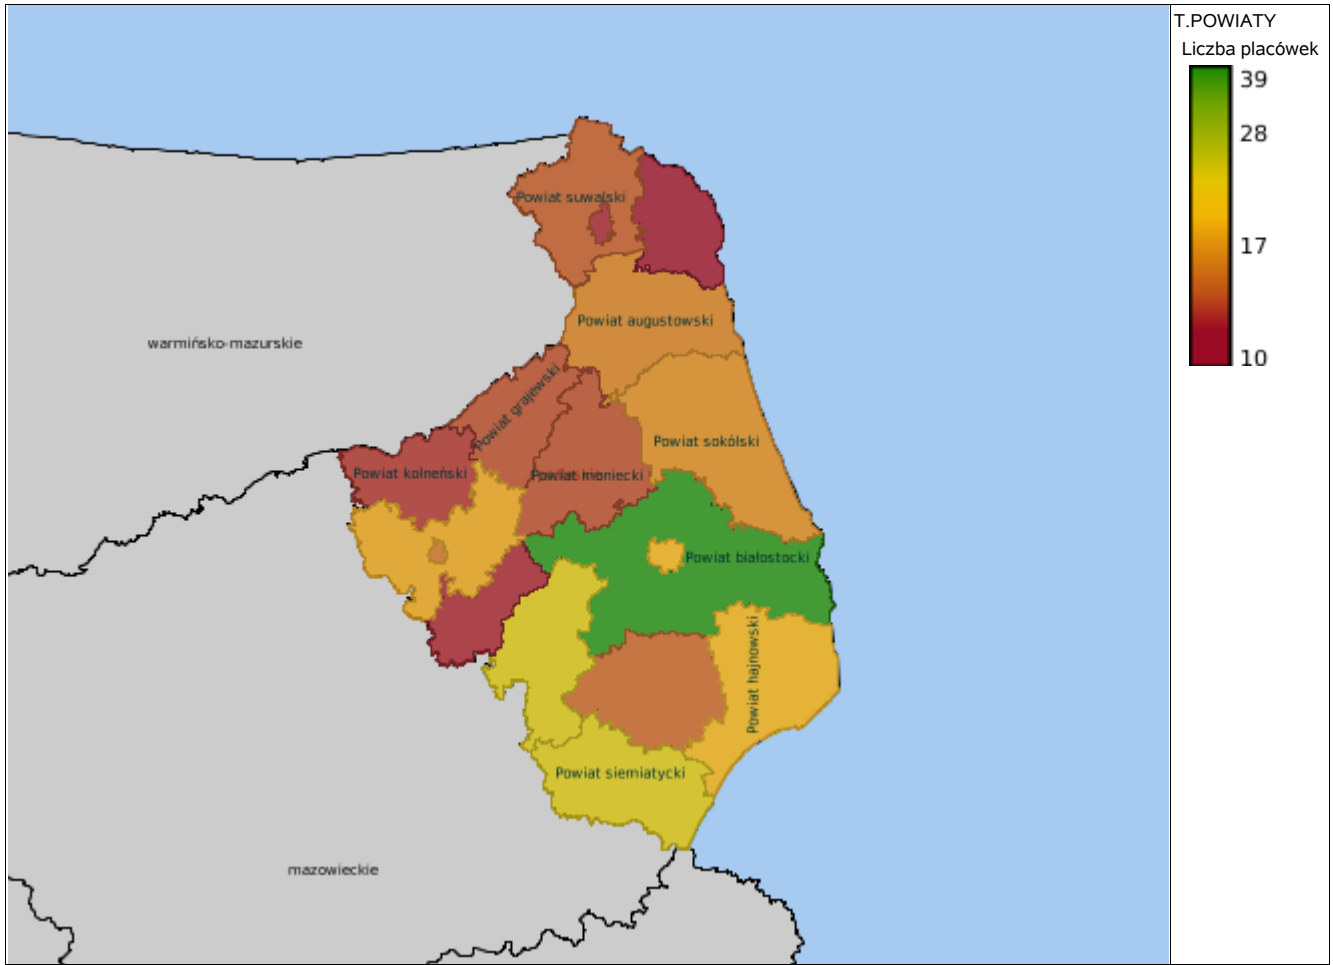 T.POWIATY
Liczba placówek
39
28
17
10
Powiat suwalski
Powiat augustowski
warmińsko-mazurskie
Powiat grajewski
Powiat sokólski
Powiat kolneński
Powiat moniecki
Powiat białostocki
Powiat hajnowski
Powiat siemiatycki
mazowieckie